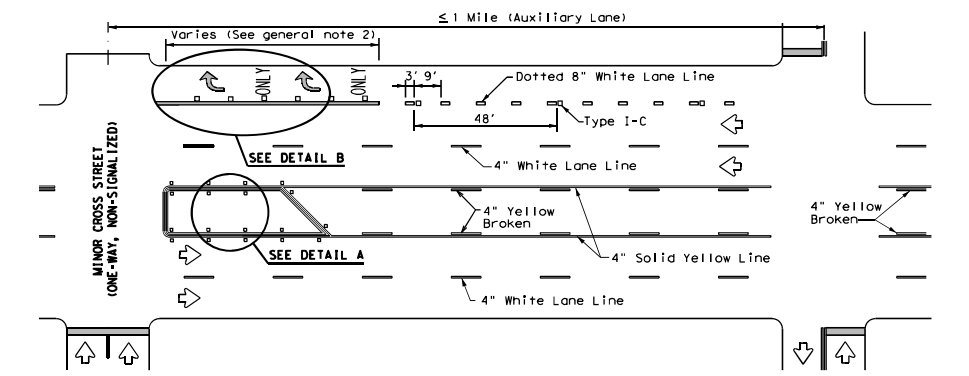 ≤ 1 Mile (Auxiliary Lane)
Varies (See general note 2)
ONLY
ONLY
3' 9'
Dotted 8" White Lane Line
48'
Type I-C
SEE DETAIL B
4" White Lane Line
MINOR CROSS STREET
(ONE-WAY, NON-SIGNALIZED)
4" Yellow
Broken
4" Yellow
Broken
SEE DETAIL A
4" Solid Yellow Line
4" White Lane Line